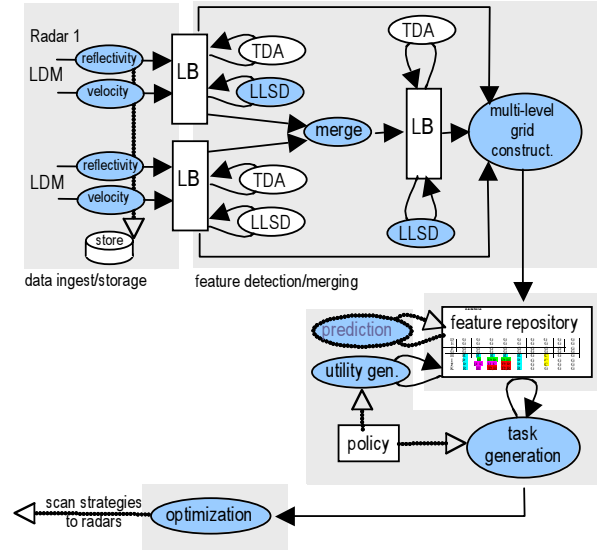 Radar 1
LDM
reflectivity
velocity
LB
TDA
LLSD
LDM
reflectivity
velocity
LB
TDA
LLSD
store
data ingest/storage
merge
LB
TDA
LLSD
multi-level
grid
construct.
feature detection/merging
prediction
utility gen.
policy
feature repository
task
generation
optimization
scan strategies
to radars